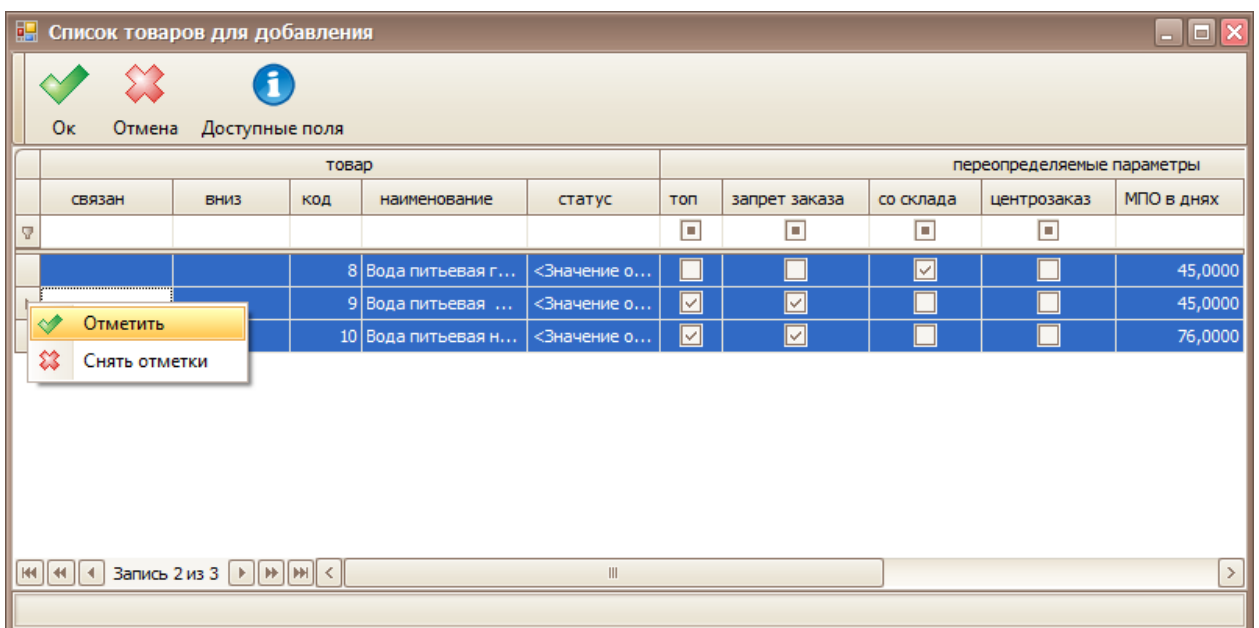 Список товаров для добавления
Ок Отмена Доступные поля
товар переопределяемые параметры
связан вниз код наименование статус топ запрет заказа со склада центрозаказ МПО в днях
8 Вода питьевая г... <Значение о... 45,0000
9 Вода питьевая ... <Значение о... 45,0000
Отметить
10 Вода питьевая н... <Значение о... 76,0000
Снять отметки
Запись 2 из 3